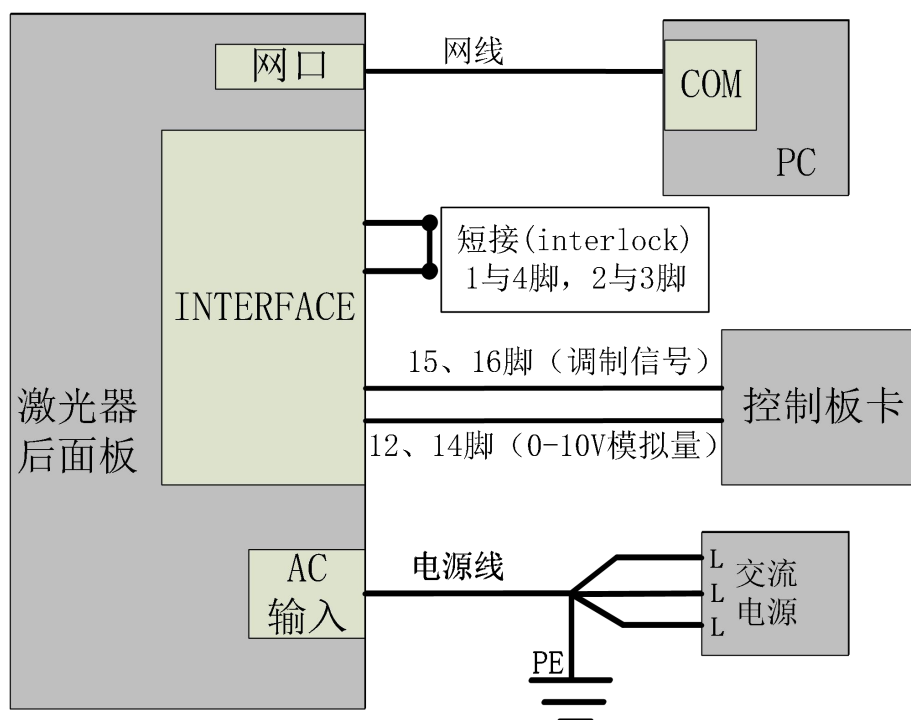 网口
网线
COM
PC
短接(interlock)
1与4脚，2与3脚
INTERFACE
15、16脚（调制信号）
激光器
后面板
控制板卡
12、14脚（0-10V模拟量）
AC
输入
电源线
L
L
L
交流
电源
PE